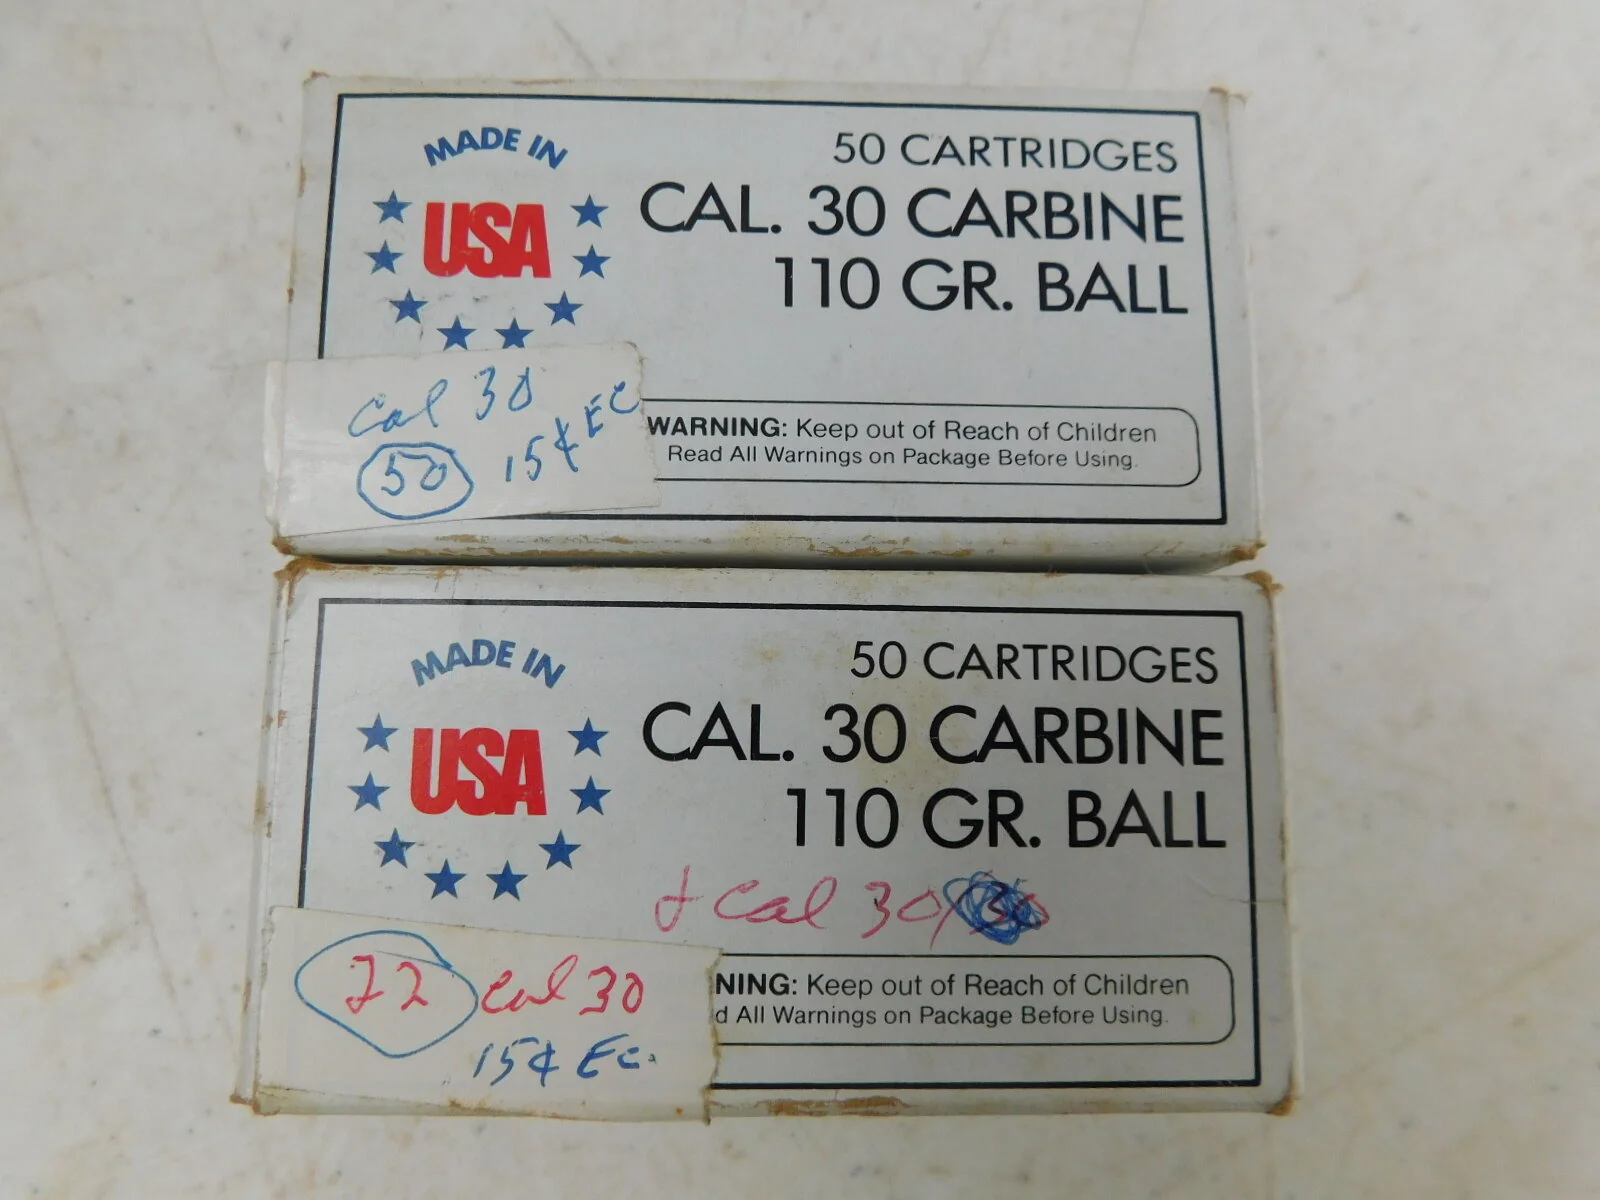 MADE IN
USA
50 CARTRIDGES
CAL. 30 CARBINE
110 GR. BALL
Cal 30
50 15¢ EC
WARNING: Keep out of Reach of Children
Read All Warnings on Package Before Using.
MADE IN
USA
50 CARTRIDGES
CAL. 30 CARBINE
110 GR. BALL
Cal 30/
22 Cal 30
15¢ EC.
NING: Keep out of Reach of Children
d All Warnings on Package Before Using.